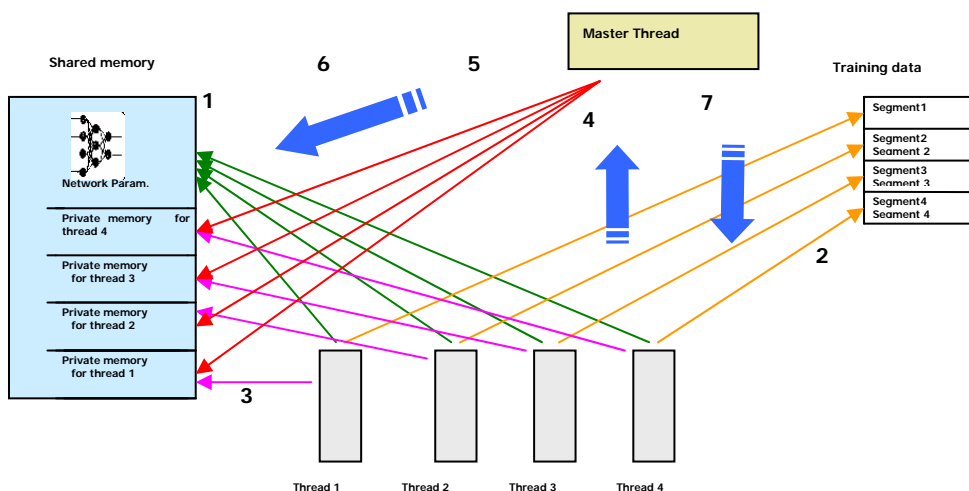 Master Thread
6
5
Shared memory
Training data
1
4
7
Segment1
Segment2
Segment 2
Segment3
Segment 3
Segment4
Segment 4
Network Param.
Private memory for
thread 4
Private memory
for thread 3
Private memory
for thread 2
Private memory
for thread 1
2
3
Thread 1
Thread 2
Thread 3
Thread 4